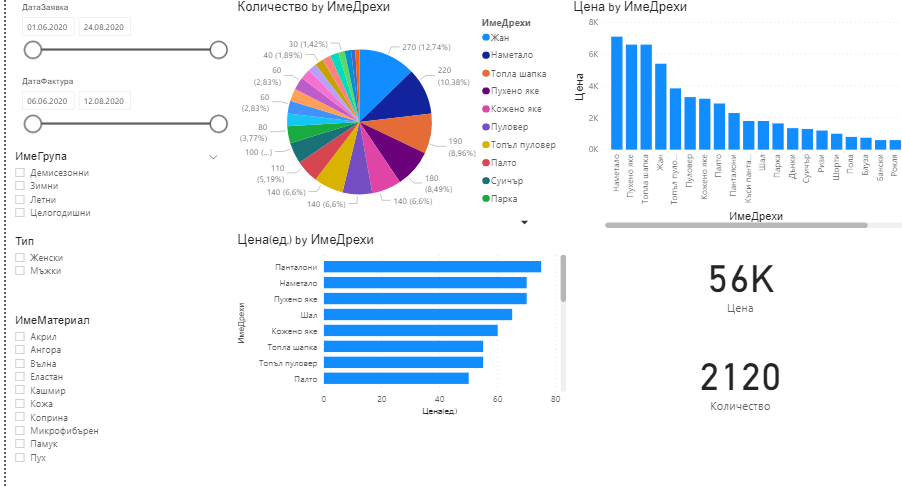 ДатаЗаявка
01.06.2020
24.08.2020
ДатаФактура
06.06.2020
12.08.2020
ИмеГрупа
Демисезонни
Зимни
Летни
Целогодишни
Тип
Женски
Мъжки
ИмеМатериал
Акрил
Ангора
Вълна
Еластан
Кашмир
Кожа
Коприна
Микрофибърен
Памук
Пух
Количество by ИмеДрехи
30 (1,42%)
40 (1,89%)
60
(2,83%)
60
(2,83%)
80
(3,77%)
100 (...)
110
(5,19%)
140 (6,6%)
140 (6,6%)
140 (6,6%)
180
(8,49%)
190
(8,96%)
220
(10,38%)
270 (12,74%)
ИмеДрехи
Жан
Наметало
Топла шапка
Пухено яке
Кожено яке
Пуловер
Топъл пуловер
Палто
Суичър
Парка
Цена by ИмеДрехи
Цена
8K
6K
4K
2K
0K
Наметало
Пухено яке
Топла шапка
Жан
Топъл пуло...
Пуловер
Кожено яке
Палто
Панталони
Къси панта...
Шал
Парка
Дънки
Суичър
Ризи
Шорти
Пола
Блуза
Бански
Рокля
ИмеДрехи
Цена(ед.) by ИмеДрехи
ИмеДрехи
Панталони
Наметало
Пухено яке
Шал
Кожено яке
Топла шапка
Топъл пуловер
Палто
0
20
40
60
80
Цена(ед.)
56K
Цена
2120
Количество